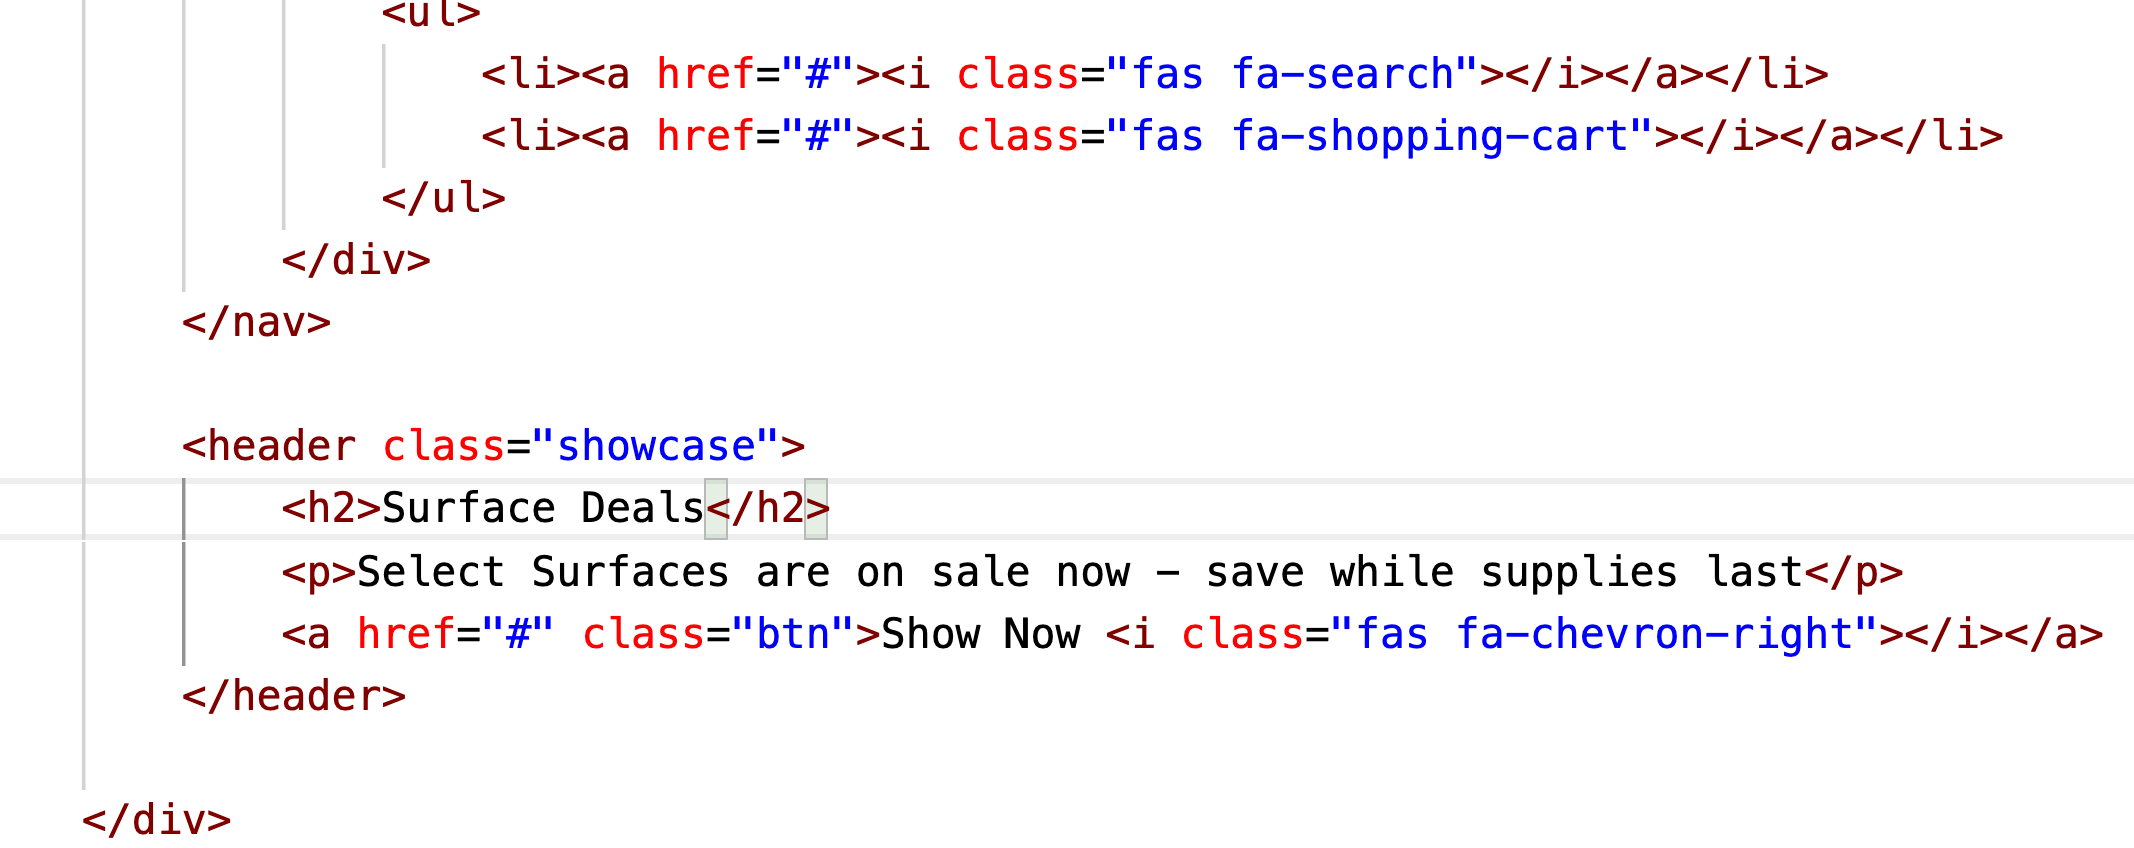 <ul>
<li><a href="#"><i class="fas fa-search"></i></a></li>
<li><a href="#"><i class="fas fa-shopping-cart"></i></a></li>
</ul>
</div>
</nav>
<header class="showcase">
<h2>Surface Deals</h2>
<p>Select Surfaces are on sale now - save while supplies last</p>
<a href="#" class="btn">Show Now <i class="fas fa-chevron-right"></i></a>
</header>
</div>